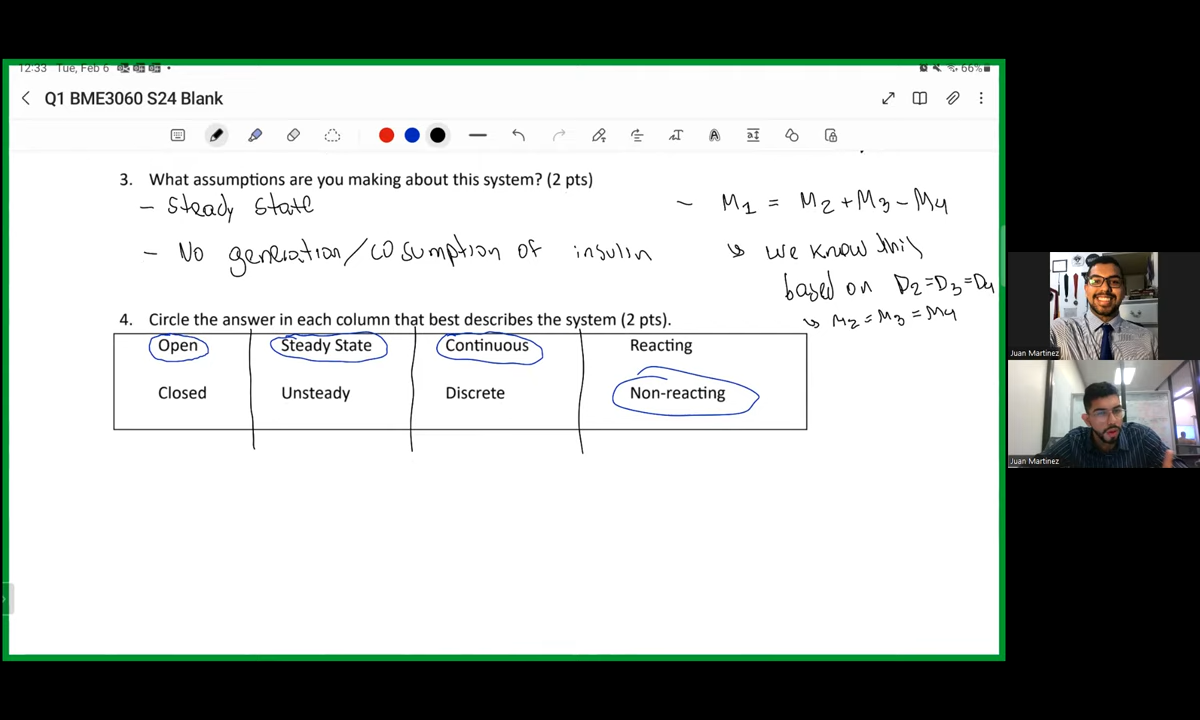 12:33 Tue, Feb 6
66%
Q1 BME3060 S24 Blank
3. What assumptions are you making about this system? (2 pts)
- Steady State
- No generation/cosumption of insulin
- M1 = M2 + M3 - M4
↳ we know this
based on D2=D3=D4
↳ M2=M3=M4
4. Circle the answer in each column that best describes the system (2 pts).
Open Steady State Continuous Reacting
Closed Unsteady Discrete Non-reacting
Juan Martinez
Juan Martinez